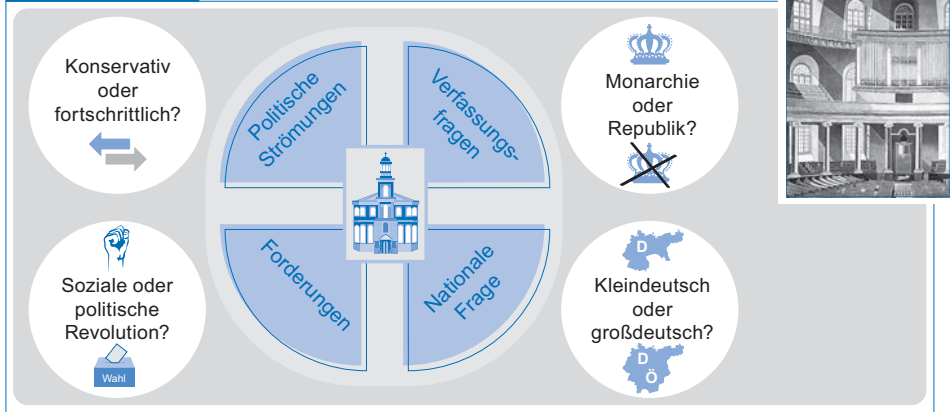 Konservativ
oder
fortschrittlich?
Politische
Strömungen
Verfassungs-
fragen
Monarchie
oder
Republik?
Soziale oder
politische
Revolution?
Wahl
Forderungen
Nationale
Frage
D
Kleindeutsch
oder
großdeutsch?
D
Ö